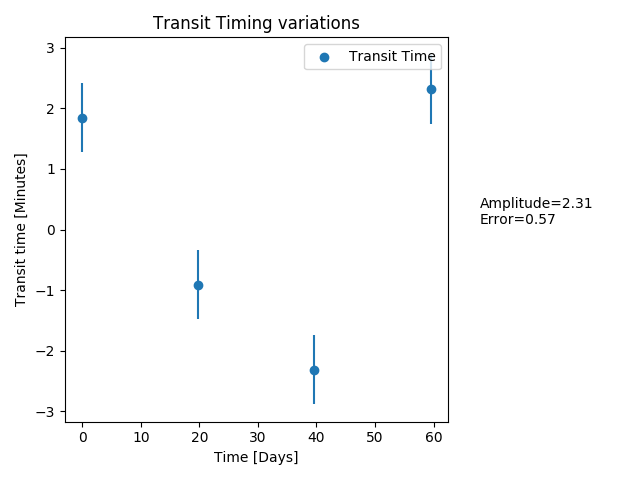 Transit Timing variations
Transit Time
3
2
1
0
−1
−2
−3
Transit time [Minutes]
0
10
20
30
40
50
60
Time [Days]
Amplitude=2.31
Error=0.57